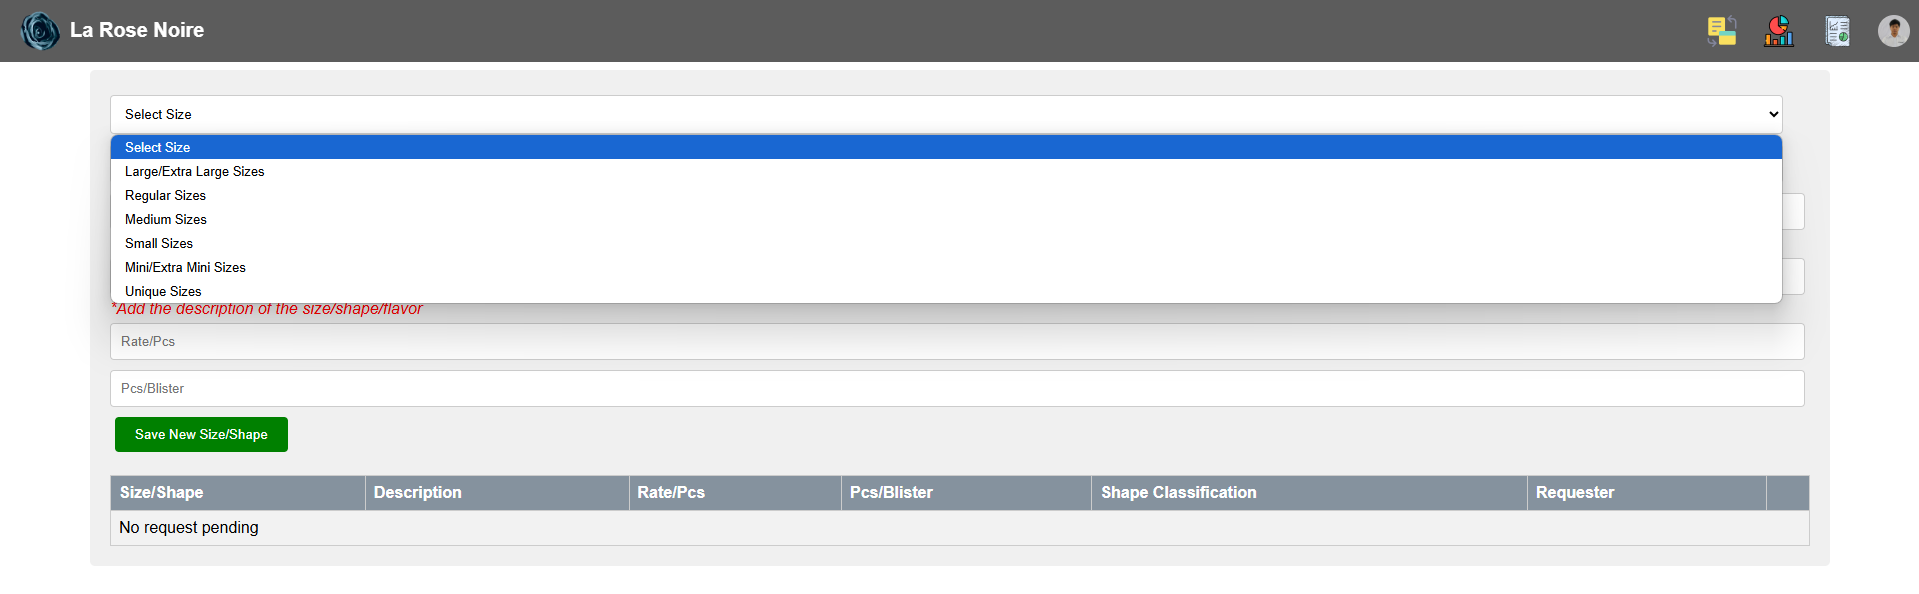 La Rose Noire
Select Size
Select Size
Large/Extra Large Sizes
Regular Sizes
Medium Sizes
Small Sizes
Mini/Extra Mini Sizes
Unique Sizes
*Add the description of the size/shape/flavor
Rate/Pcs
Pcs/Blister
Save New Size/Shape
Size/Shape Description Rate/Pcs Pcs/Blister Shape Classification Requester
No request pending